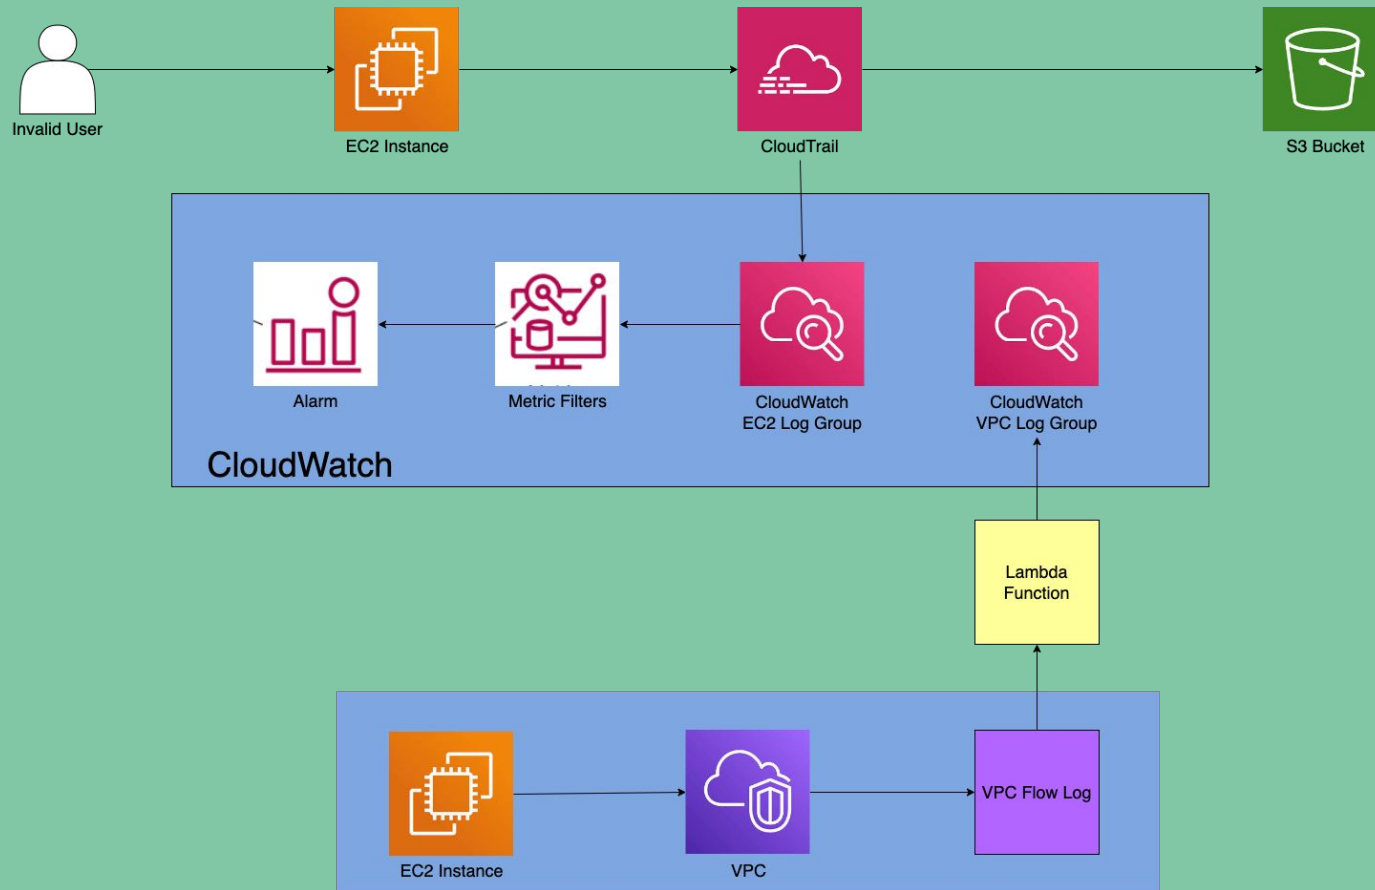 Invalid User
EC2 Instance
CloudTrail
S3 Bucket
Alarm
Metric Filters
CloudWatch
EC2 Log Group
CloudWatch
VPC Log Group
CloudWatch
Lambda
Function
EC2 Instance
VPC
VPC Flow Log